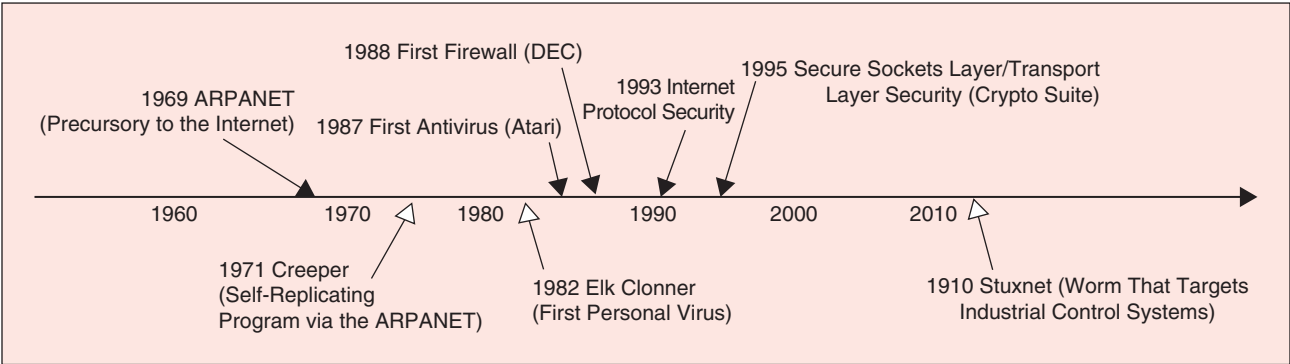 1988 First Firewall (DEC)
1995 Secure Sockets Layer/Transport
Layer Security (Crypto Suite)
1993 Internet
Protocol Security
1969 ARPANET
(Precursory to the Internet)
1987 First Antivirus (Atari)
1960
1970
1980
1990
2000
2010
1971 Creeper
(Self-Replicating
Program via the ARPANET)
1982 Elk Clonner
(First Personal Virus)
1910 Stuxnet (Worm That Targets
Industrial Control Systems)